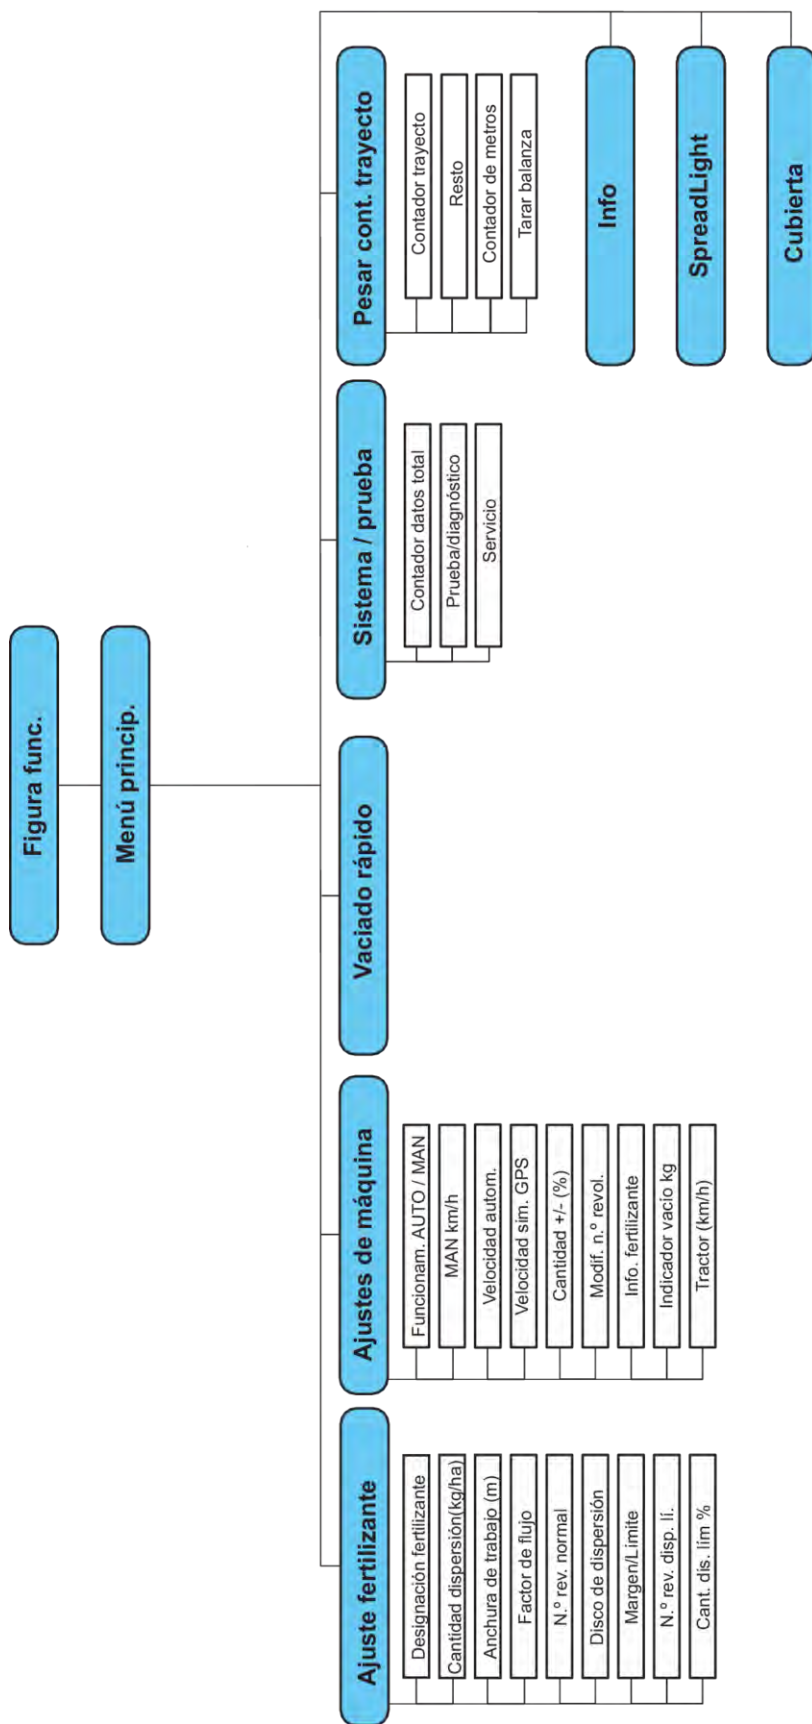 Figura func.
Menú princip.
Ajuste fertilizante
Designación fertilizante
Cantidad dispersión(kg/ha)
Anchura de trabajo (m)
Factor de flujo
N.º rev. normal
Disco de dispersión
Margen/Límite
N.º rev. disp. lí.
Cant. dis. lím %
Ajustes de máquina
Funcionam. AUTO / MAN
MAN km/h
Velocidad autom.
Velocidad sim. GPS
Cantidad +/- (%)
Modif. n.º revol.
Info. fertilizante
Indicador vacio kg
Tractor (km/h)
Vaciado rápido
Sistema / prueba
Contador datos total
Prueba/diagnóstico
Servicio
Pesar cont. trayecto
Contador trayecto
Resto
Contador de metros
Tarar balanza
Info
SpreadLight
Cubierta